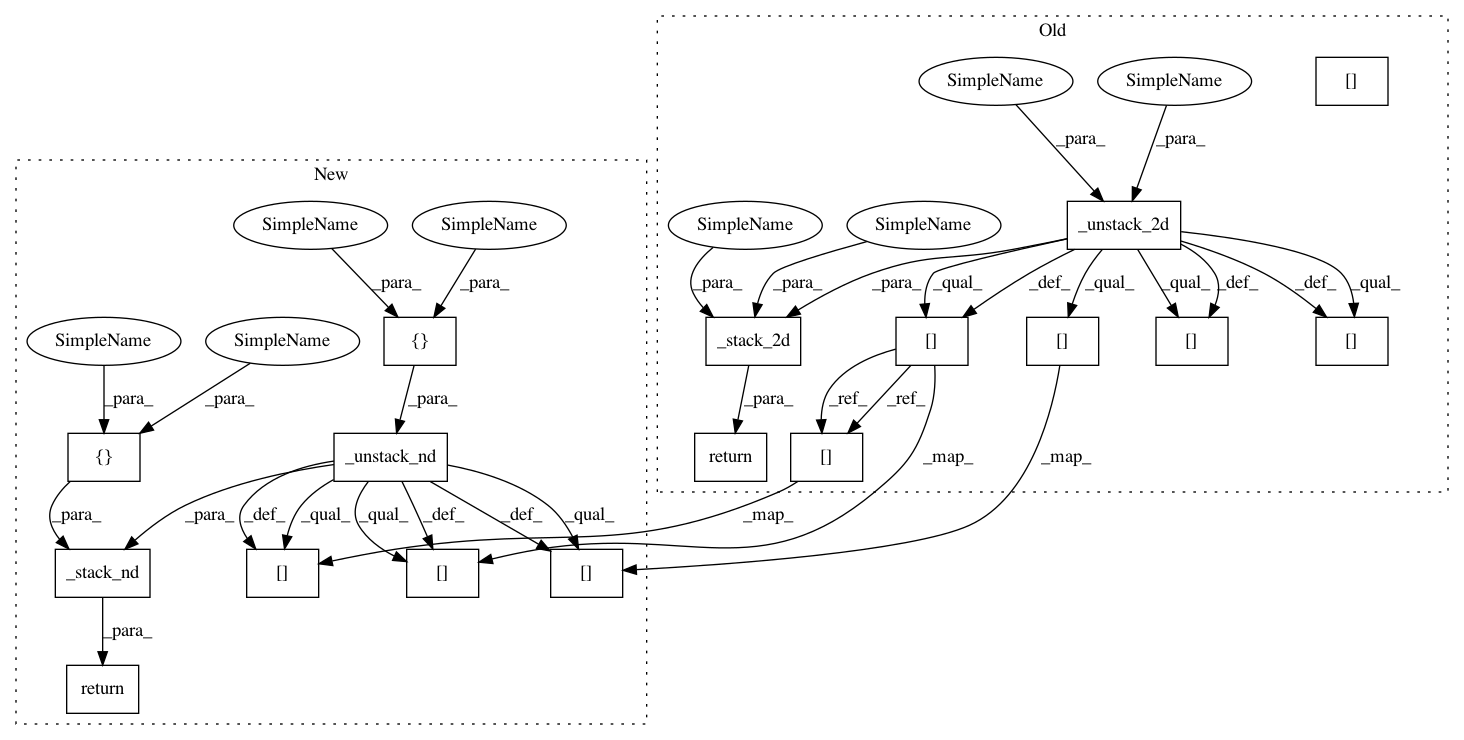 Old
SimpleName
SimpleName
[]
_para_
_para_
New
SimpleName
SimpleName
SimpleName
SimpleName
_unstack_2d
_para_
_para_
_para_
_para_
_para_
_qual_
_def_
_qual_
_qual_
_def_
_def_
_qual_
SimpleName
SimpleName
{}
_stack_2d
[]
[]
[]
[]
_para_
_para_
_para_
_para_
_ref_
_ref_
{}
_unstack_nd
return
[]
_map_
_map_
_para_
_para_
_def_
_qual_
_qual_
_def_
_def_
_qual_
_map_
_stack_nd
[]
[]
[]
_para_
return